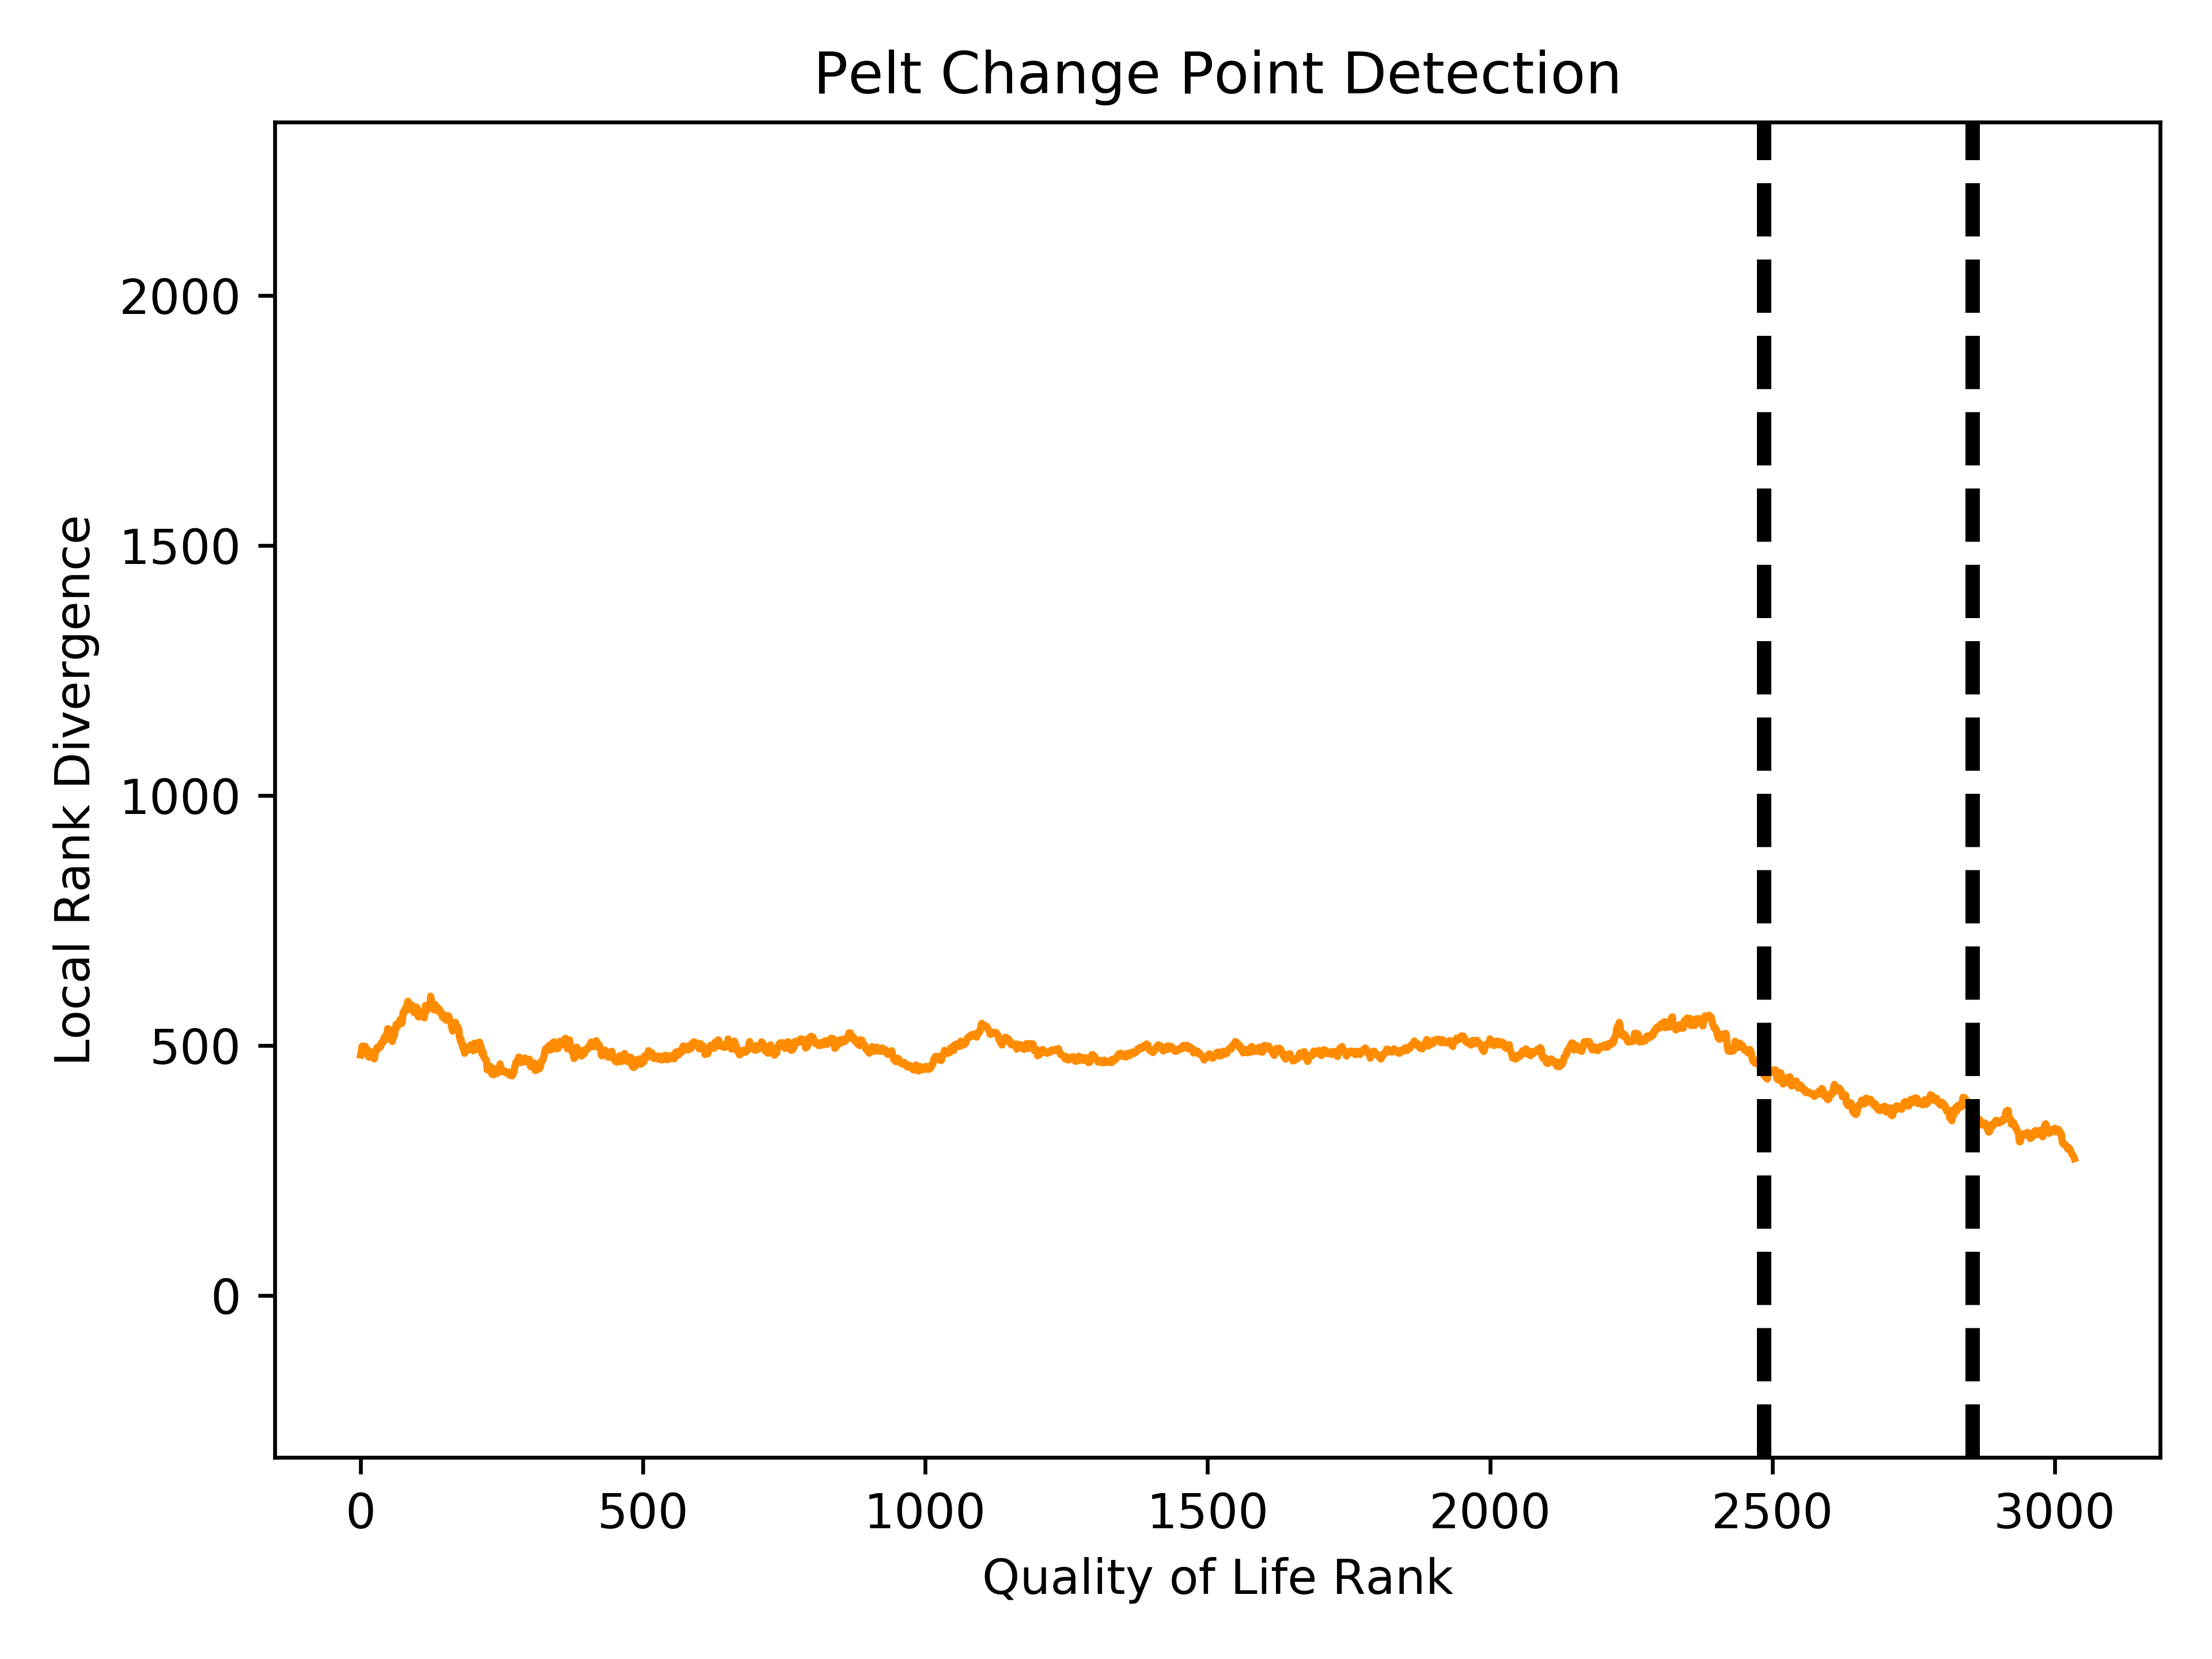 Pelt Change Point Detection
Local Rank Divergence
2000
1500
1000
500
0
0 500 1000 1500 2000 2500 3000
Quality of Life Rank